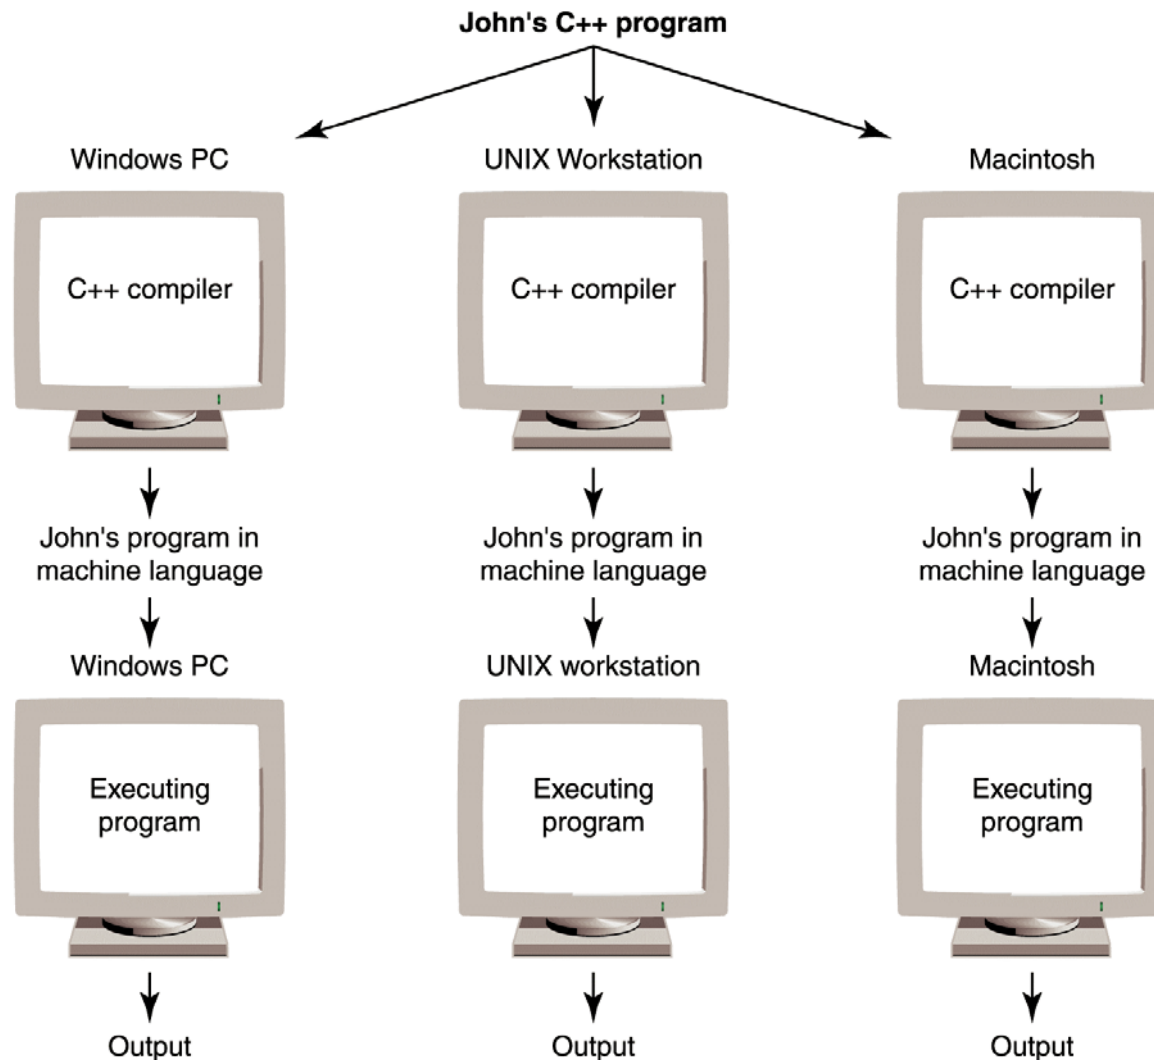 John's C++ program
Windows PC
UNIX Workstation
Macintosh
C++ compiler
C++ compiler
C++ compiler
John's program in
machine language
John's program in
machine language
John's program in
machine language
Windows PC
UNIX workstation
Macintosh
Executing
program
Executing
program
Executing
program
Output
Output
Output